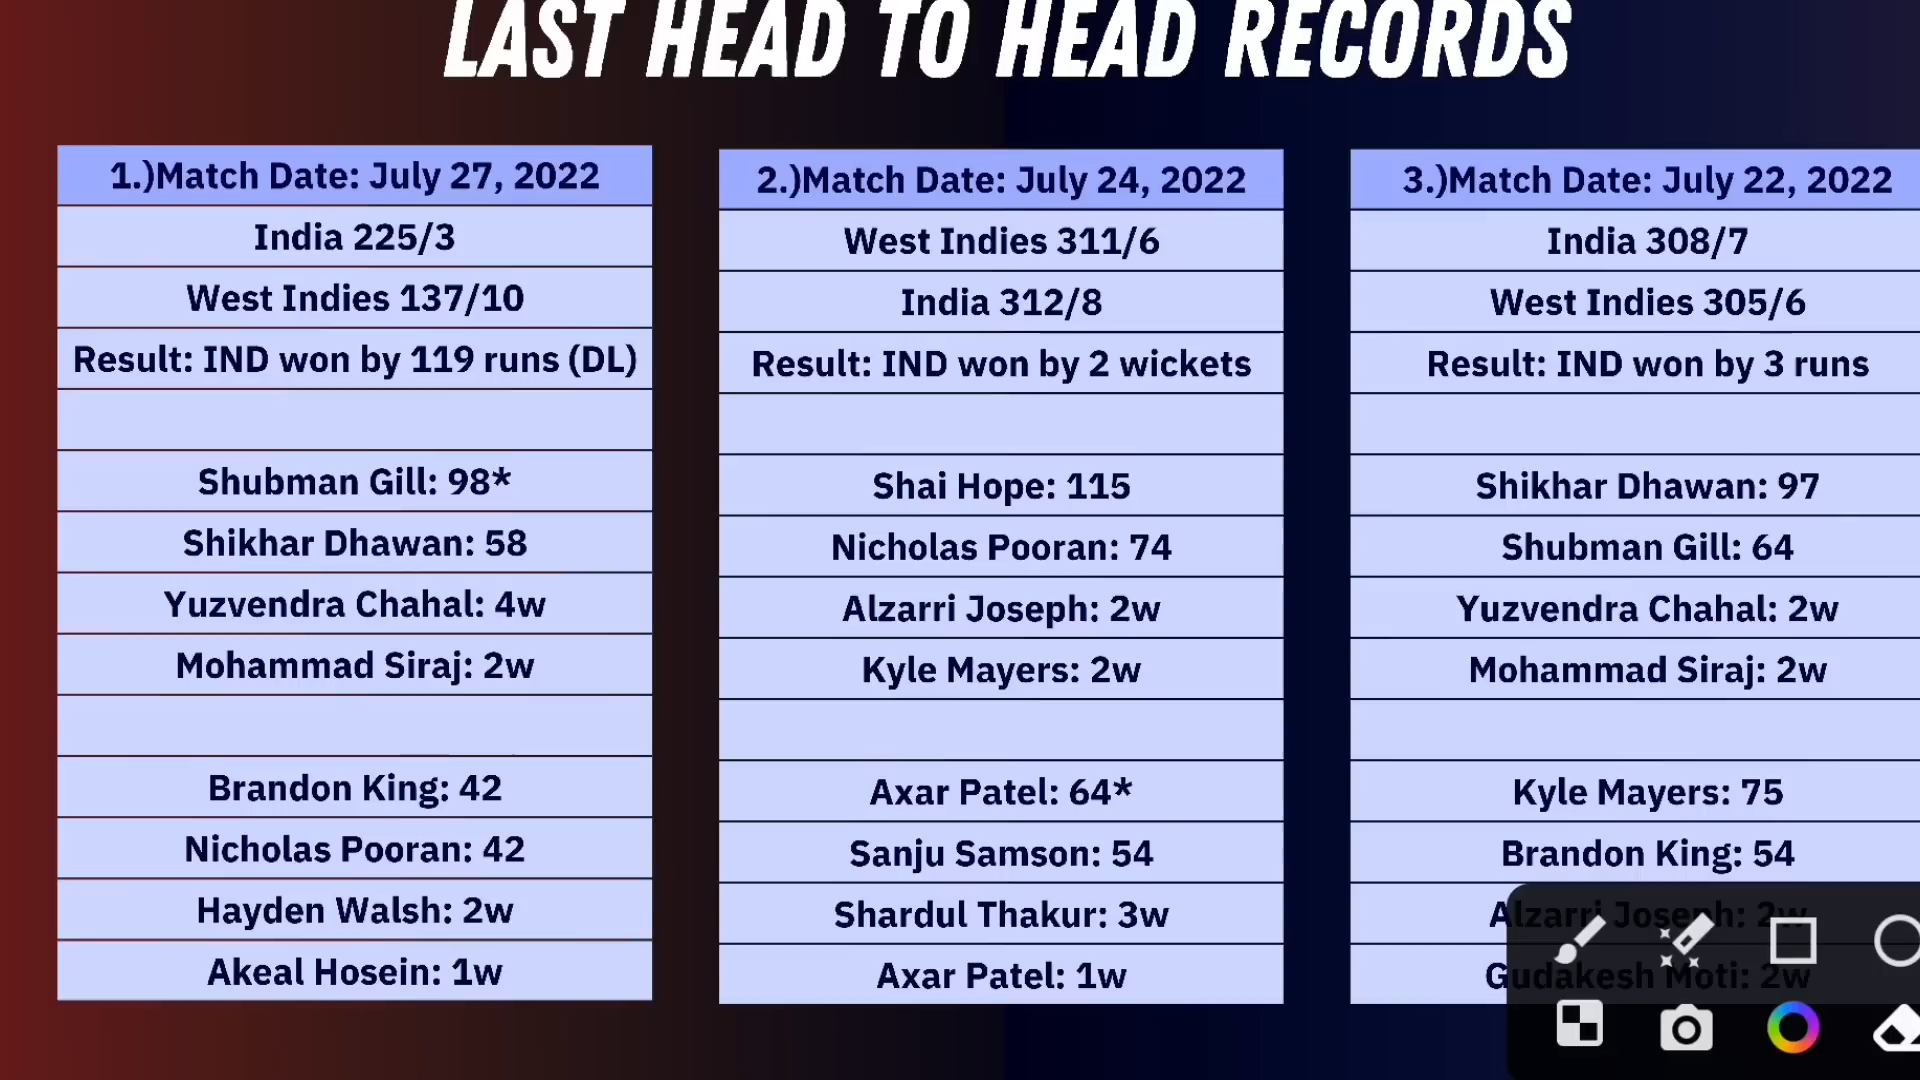 LAST HEAD TO HEAD RECORDS
1.)Match Date: July 27, 2022
India 225/3
West Indies 137/10
Result: IND won by 119 runs (DL)
Shubman Gill: 98*
Shikhar Dhawan: 58
Yuzvendra Chahal: 4w
Mohammad Siraj: 2w
Brandon King: 42
Nicholas Pooran: 42
Hayden Walsh: 2w
Akeal Hosein: 1w
2.)Match Date: July 24, 2022
West Indies 311/6
India 312/8
Result: IND won by 2 wickets
Shai Hope: 115
Nicholas Pooran: 74
Alzarri Joseph: 2w
Kyle Mayers: 2w
Axar Patel: 64*
Sanju Samson: 54
Shardul Thakur: 3w
Axar Patel: 1w
3.)Match Date: July 22, 2022
India 308/7
West Indies 305/6
Result: IND won by 3 runs
Shikhar Dhawan: 97
Shubman Gill: 64
Yuzvendra Chahal: 2w
Mohammad Siraj: 2w
Kyle Mayers: 75
Brandon King: 54
Alzarri Joseph: 2w
Gudakesh Moti: 2w